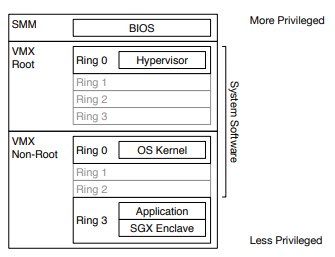 SMM
BIOS
More Privileged
VMX
Root
Ring 0
Hypervisor
Ring 1
Ring 2
Ring 3
System Software
VMX
Non-Root
Ring 0
OS Kernel
Ring 1
Ring 2
Ring 3
Application
SGX Enclave
Less Privileged